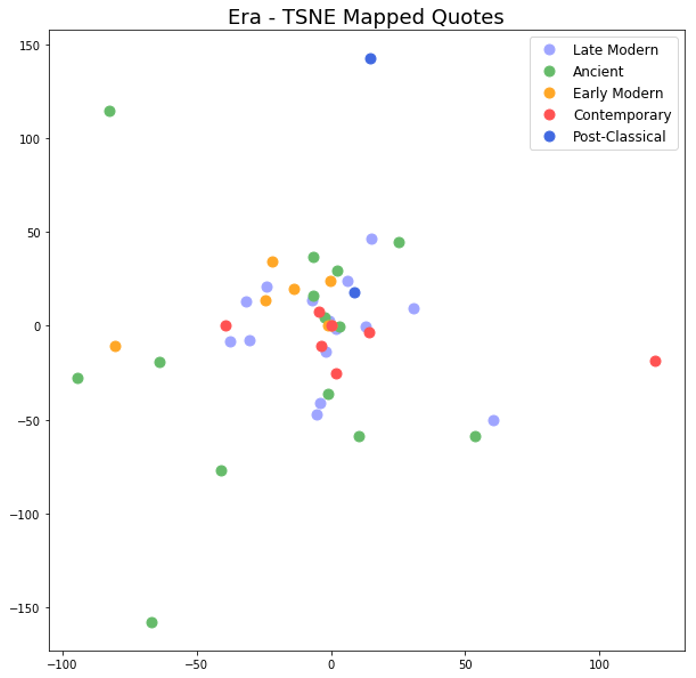 Era - TSNE Mapped Quotes
Late Modern
Ancient
Early Modern
Contemporary
Post-Classical
150
100
50
0
−50
−100
−150
−100 −50 0 50 100